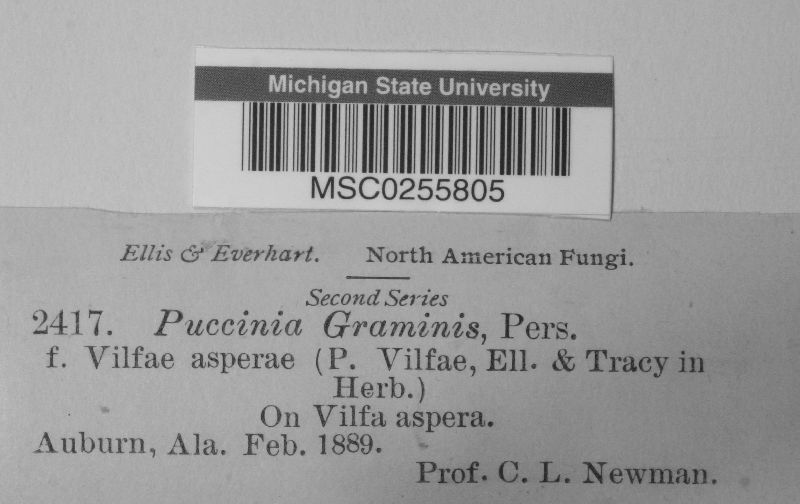 Michigan State University
MSC0255805
Ellis & Everhart. North American Fungi.
Second Series
2417. Puccinia Graminis, Pers.
f. Vilfae asperae (P. Vilfae, Ell. & Tracy in
Herb.)
On Vilfa aspera.
Auburn, Ala. Feb. 1889.
Prof. C. L. Newman.